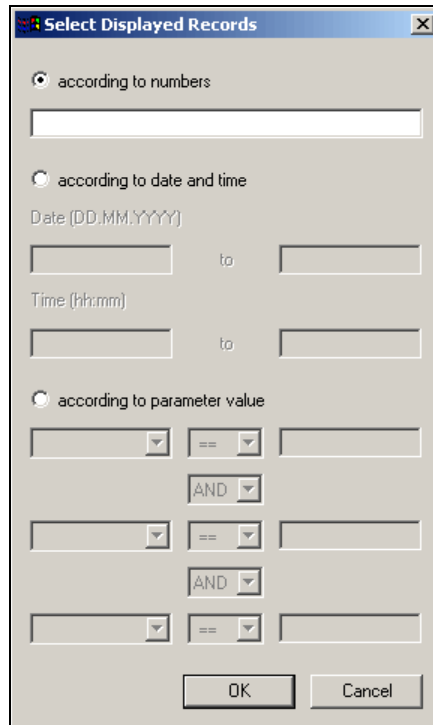 Select Displayed Records
according to numbers
according to date and time
Date (DD.MM.YYYY)
to
Time (hh:mm)
to
according to parameter value
==
AND
==
AND
==
OK Cancel